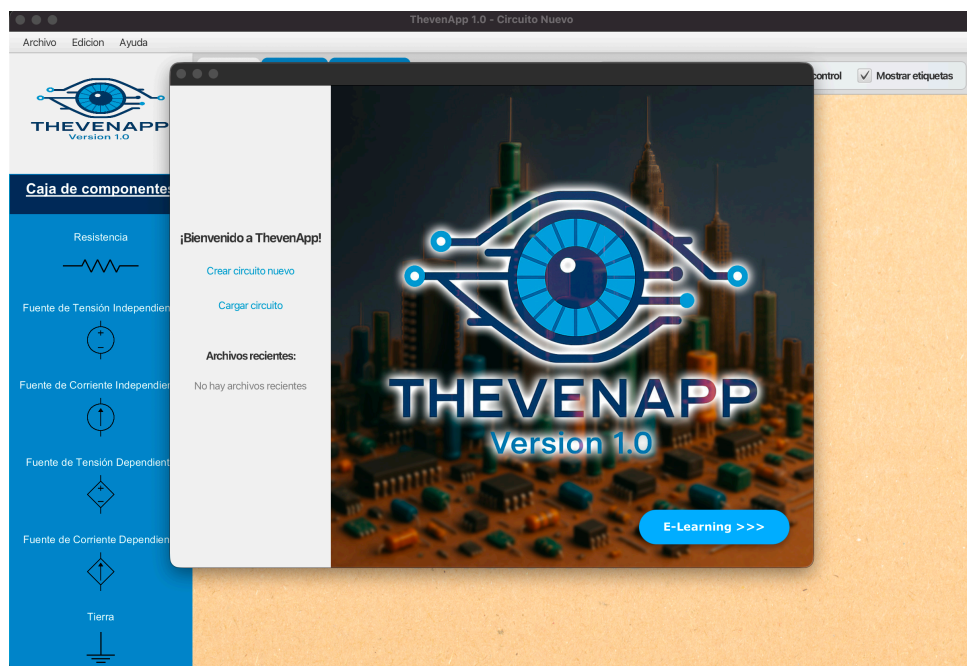 ThevenApp 1.0 - Circuito Nuevo
Archivo Edicion Ayuda
control Mostrar etiquetas
THEVENAPP
Version 1.0
Caja de componentes
Resistencia
Fuente de Tensión Independien
Fuente de Corriente Independien
Fuente de Tensión Dependient
Fuente de Corriente Dependien
Tierra
¡Bienvenido a ThevenApp!
Crear circuito nuevo
Cargar circuito
Archivos recientes:
No hay archivos recientes
THEVENAPP
Version 1.0
E-Learning >>>